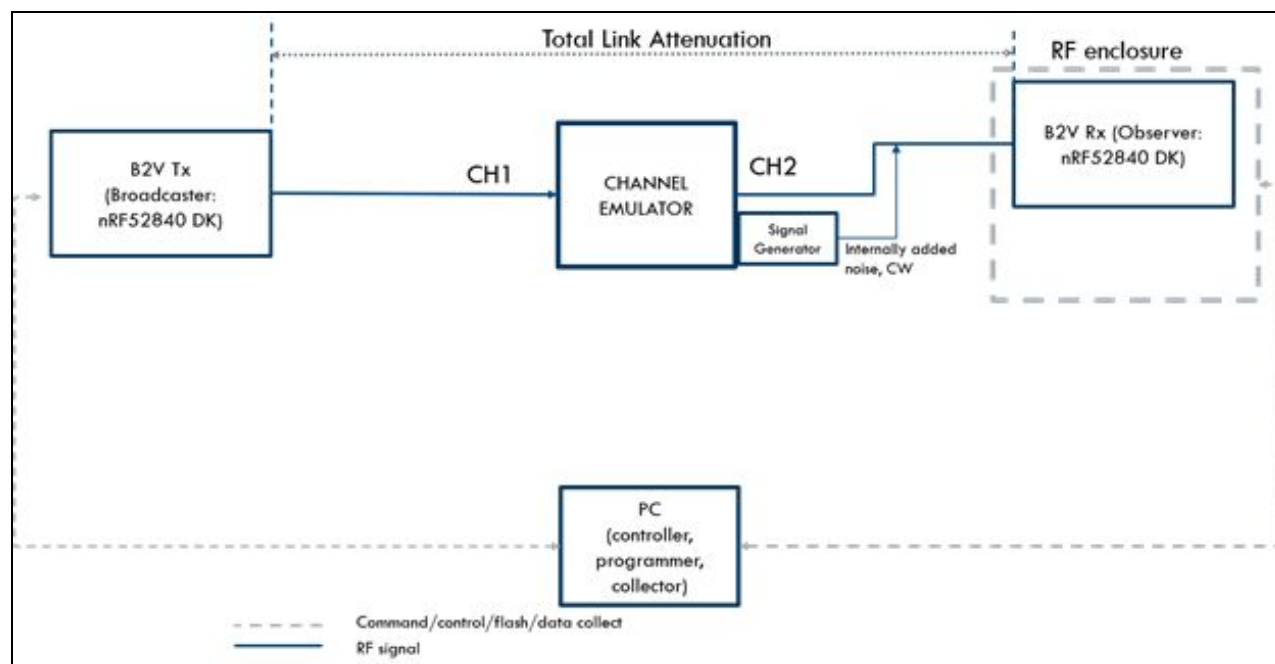 Total Link Attenuation
RF enclosure
B2V Tx
(Broadcaster:
nRF52840 DK)
CH1
CHANNEL
EMULATOR
CH2
Signal
Generator
Internally added
noise, CW
B2V Rx (Observer:
nRF52840 DK)
PC
(controller,
programmer,
collector)
Command/control/flash/data collect
RF signal